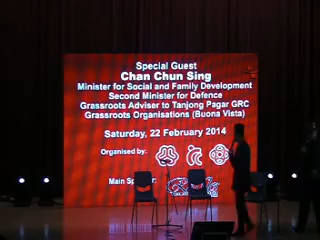 Special Guest
Chan Chun Sing
Minister for Social and Family Development
Second Minister for Defence
Grassroots Adviser to Tanjong Pagar GRC
Grassroots Organisations (Buona Vista)
Saturday, 22 February 2014
Organised by:
Main